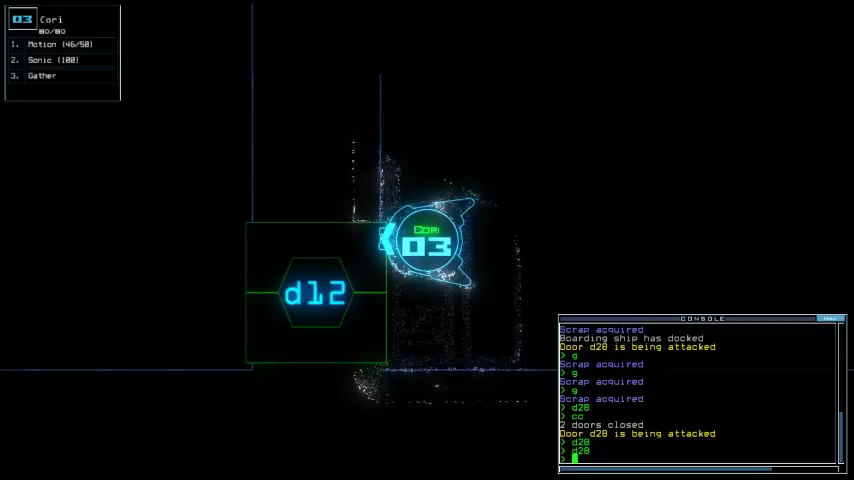 03 Cori
80/80
1. Motion (46/50)
2. Sonic (100)
3. Gather
Cori
03
d12
CONSOLE
Scrap acquired
Boarding ship has docked
Door d28 is being attacked
> g
Scrap acquired
> g
Scrap acquired
> g
Scrap acquired
> d28
> cc
2 doors closed
Door d28 is being attacked
> d28
> d28
>